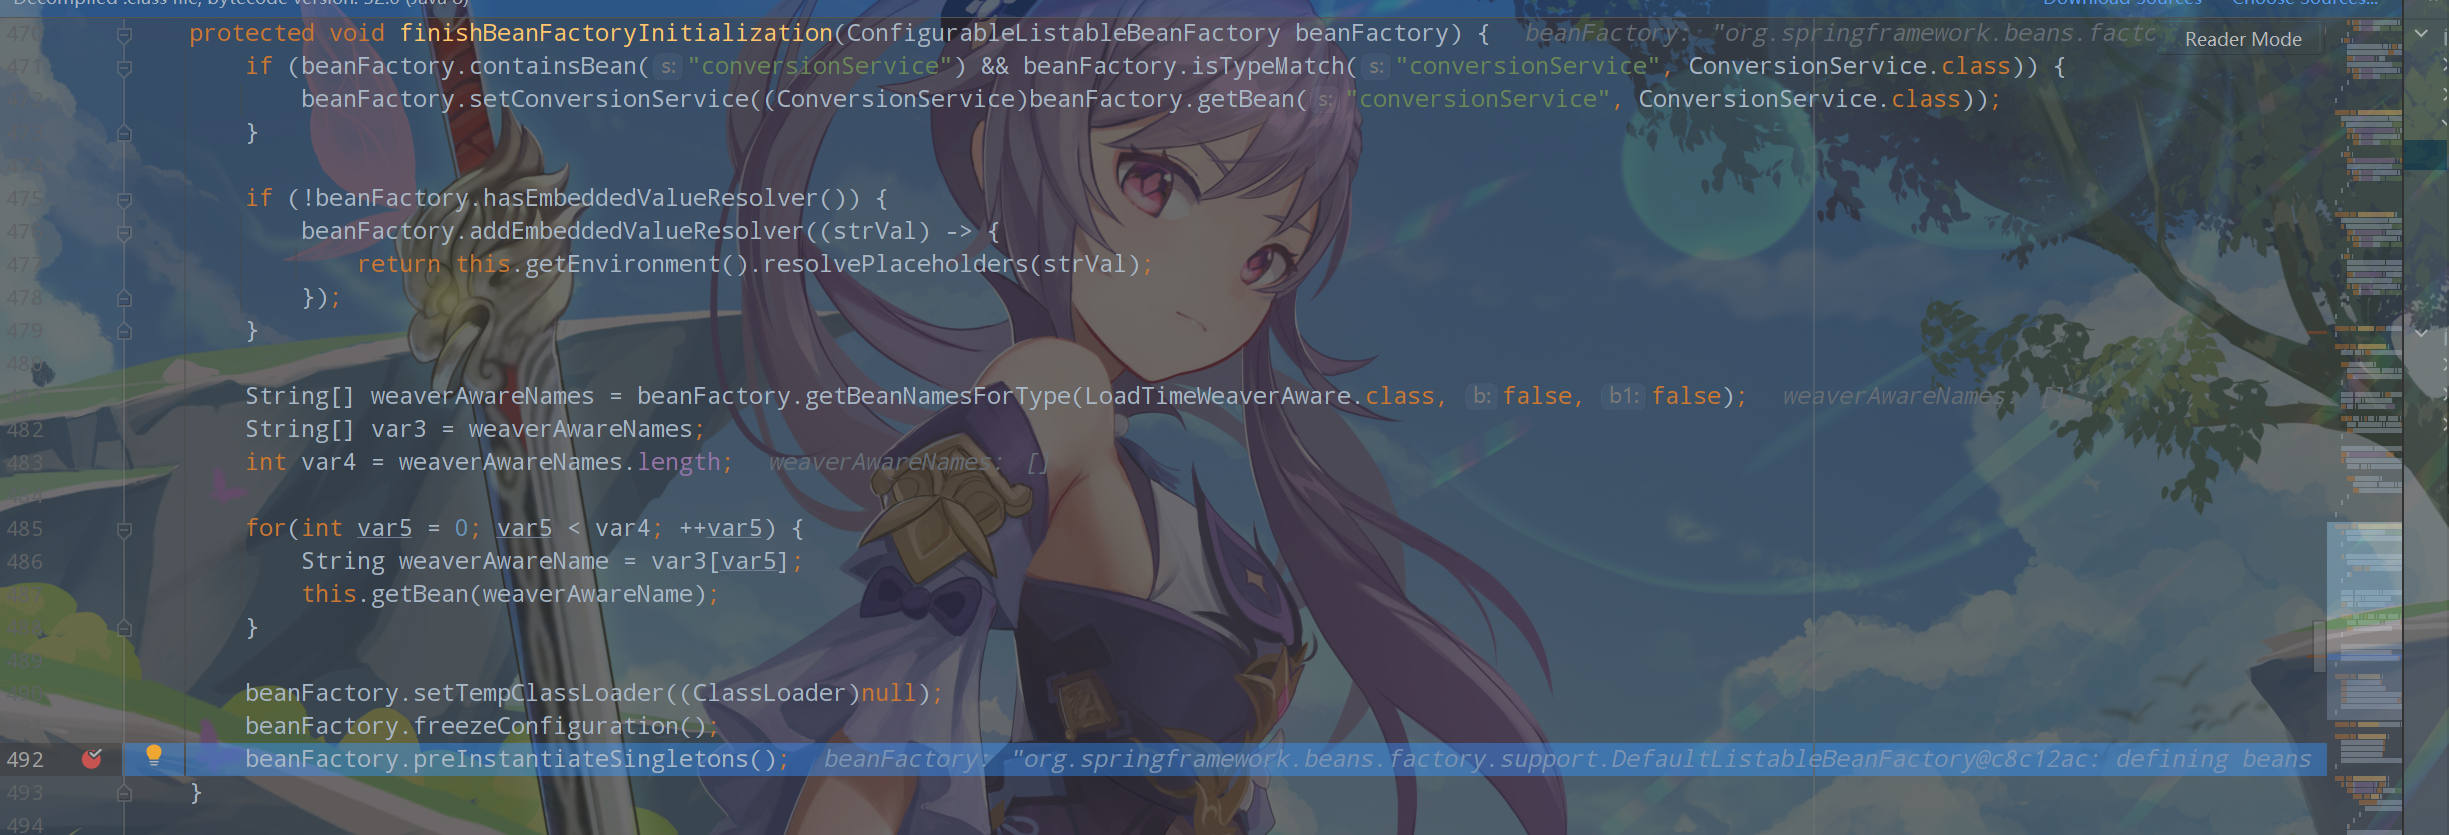 Decompiled .class file, bytecode version: 52.0 (Java 8) Download Sources Choose Sources...
470 protected void finishBeanFactoryInitialization(ConfigurableListableBeanFactory beanFactory) { beanFactory: "org.springframework.beans.facto Reader Mode
471 if (beanFactory.containsBean( s: "conversionService") && beanFactory.isTypeMatch( s: "conversionService", ConversionService.class)) {
beanFactory.setConversionService((ConversionService)beanFactory.getBean( s: "conversionService", ConversionService.class));
}
475 if (!beanFactory.hasEmbeddedValueResolver()) {
476 beanFactory.addEmbeddedValueResolver((strVal) -> {
477 return this.getEnvironment().resolvePlaceholders(strVal);
478 });
479 }
480
String[] weaverAwareNames = beanFactory.getBeanNamesForType(LoadTimeWeaverAware.class, b: false, b1: false); weaverAwareNames: []
482 String[] var3 = weaverAwareNames;
483 int var4 = weaverAwareNames.length; weaverAwareNames: []
485 for(int var5 = 0; var5 < var4; ++var5) {
486 String weaverAwareName = var3[var5];
this.getBean(weaverAwareName);
488 }
489
490 beanFactory.setTempClassLoader((ClassLoader)null);
beanFactory.freezeConfiguration();
492 beanFactory.preInstantiateSingletons(); beanFactory: "org.springframework.beans.factory.support.DefaultListableBeanFactory@c8c12ac: defining beans
493 }
494